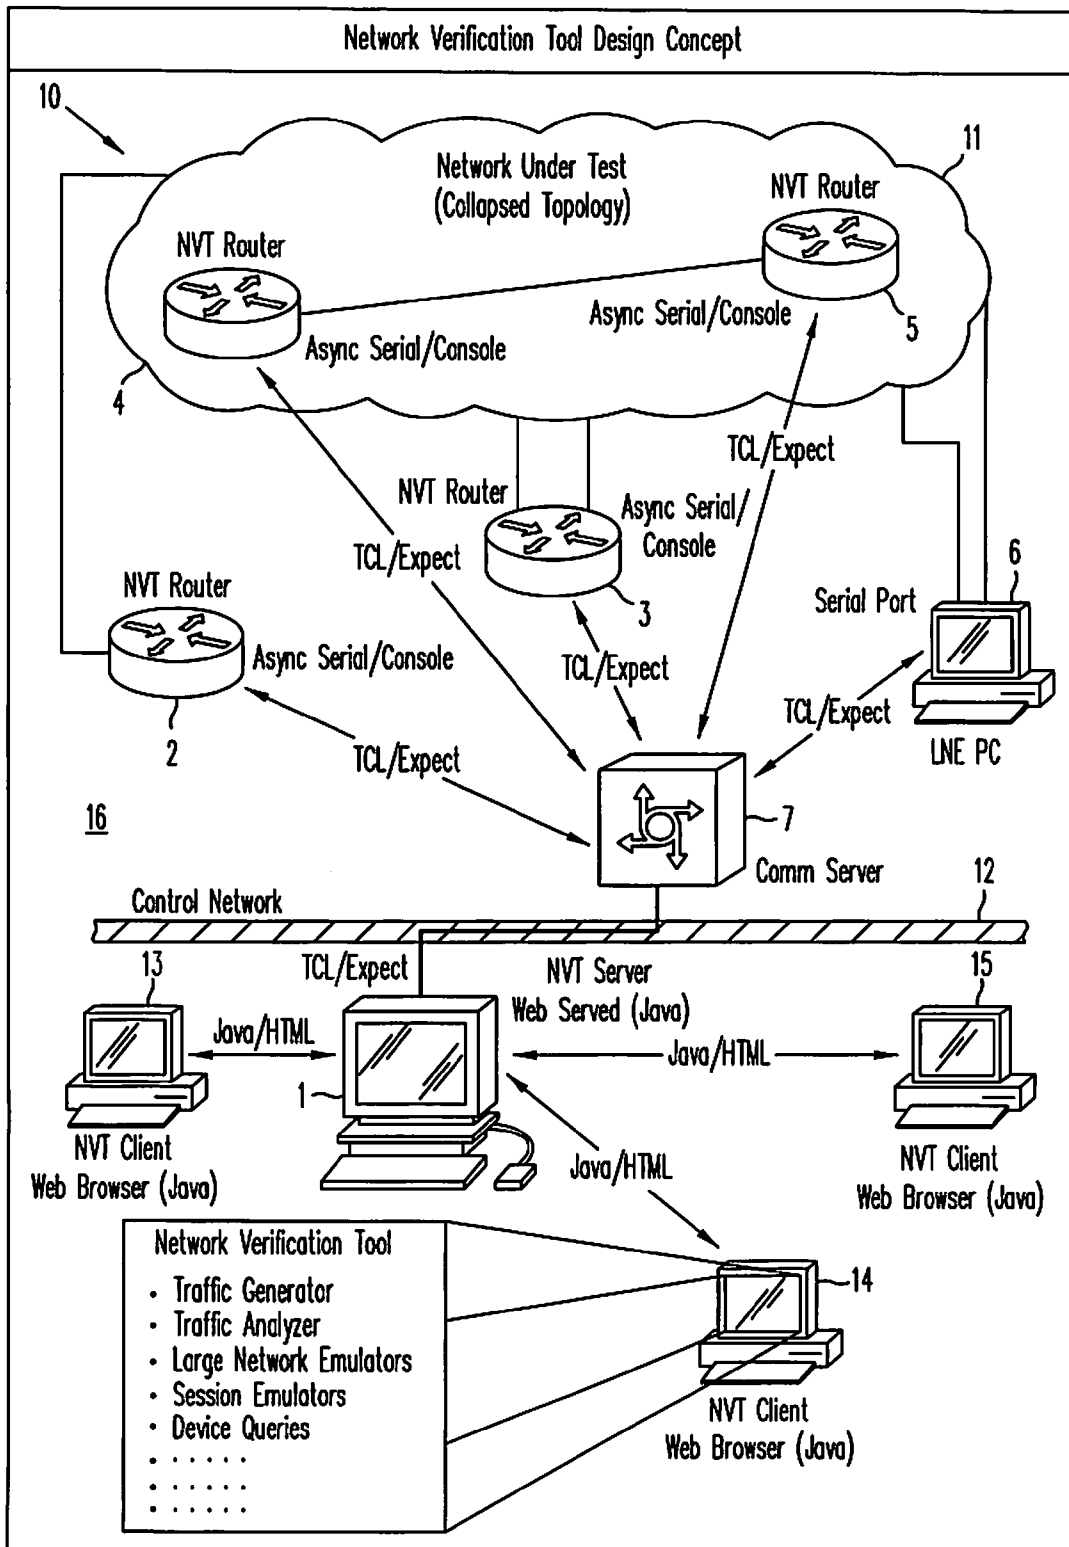 Network Verification Tool Design Concept
10
11
Network Under Test
(Collapsed Topology)
NVT Router
NVT Router
Async Serial/Console
5
Async Serial/Console
4
TCL/Expect
NVT Router
Async Serial/
Console
TCL/Expect
6
NVT Router
3
Serial Port
Async Serial/Console
TCL/Expect
TCL/Expect
2
TCL/Expect
LNE PC
16
7
Comm Server
Control Network
12
13
TCL/Expect
NVT Server
Web Served (Java)
15
Java/HTML
Java/HTML
1
NVT Client
Web Browser (Java)
Java/HTML
NVT Client
Web Browser (Java)
Network Verification Tool
• Traffic Generator
• Traffic Analyzer
• Large Network Emulators
• Session Emulators
• Device Queries
• . . . . .
• . . . . .
• . . . . .
14
NVT Client
Web Browser (Java)